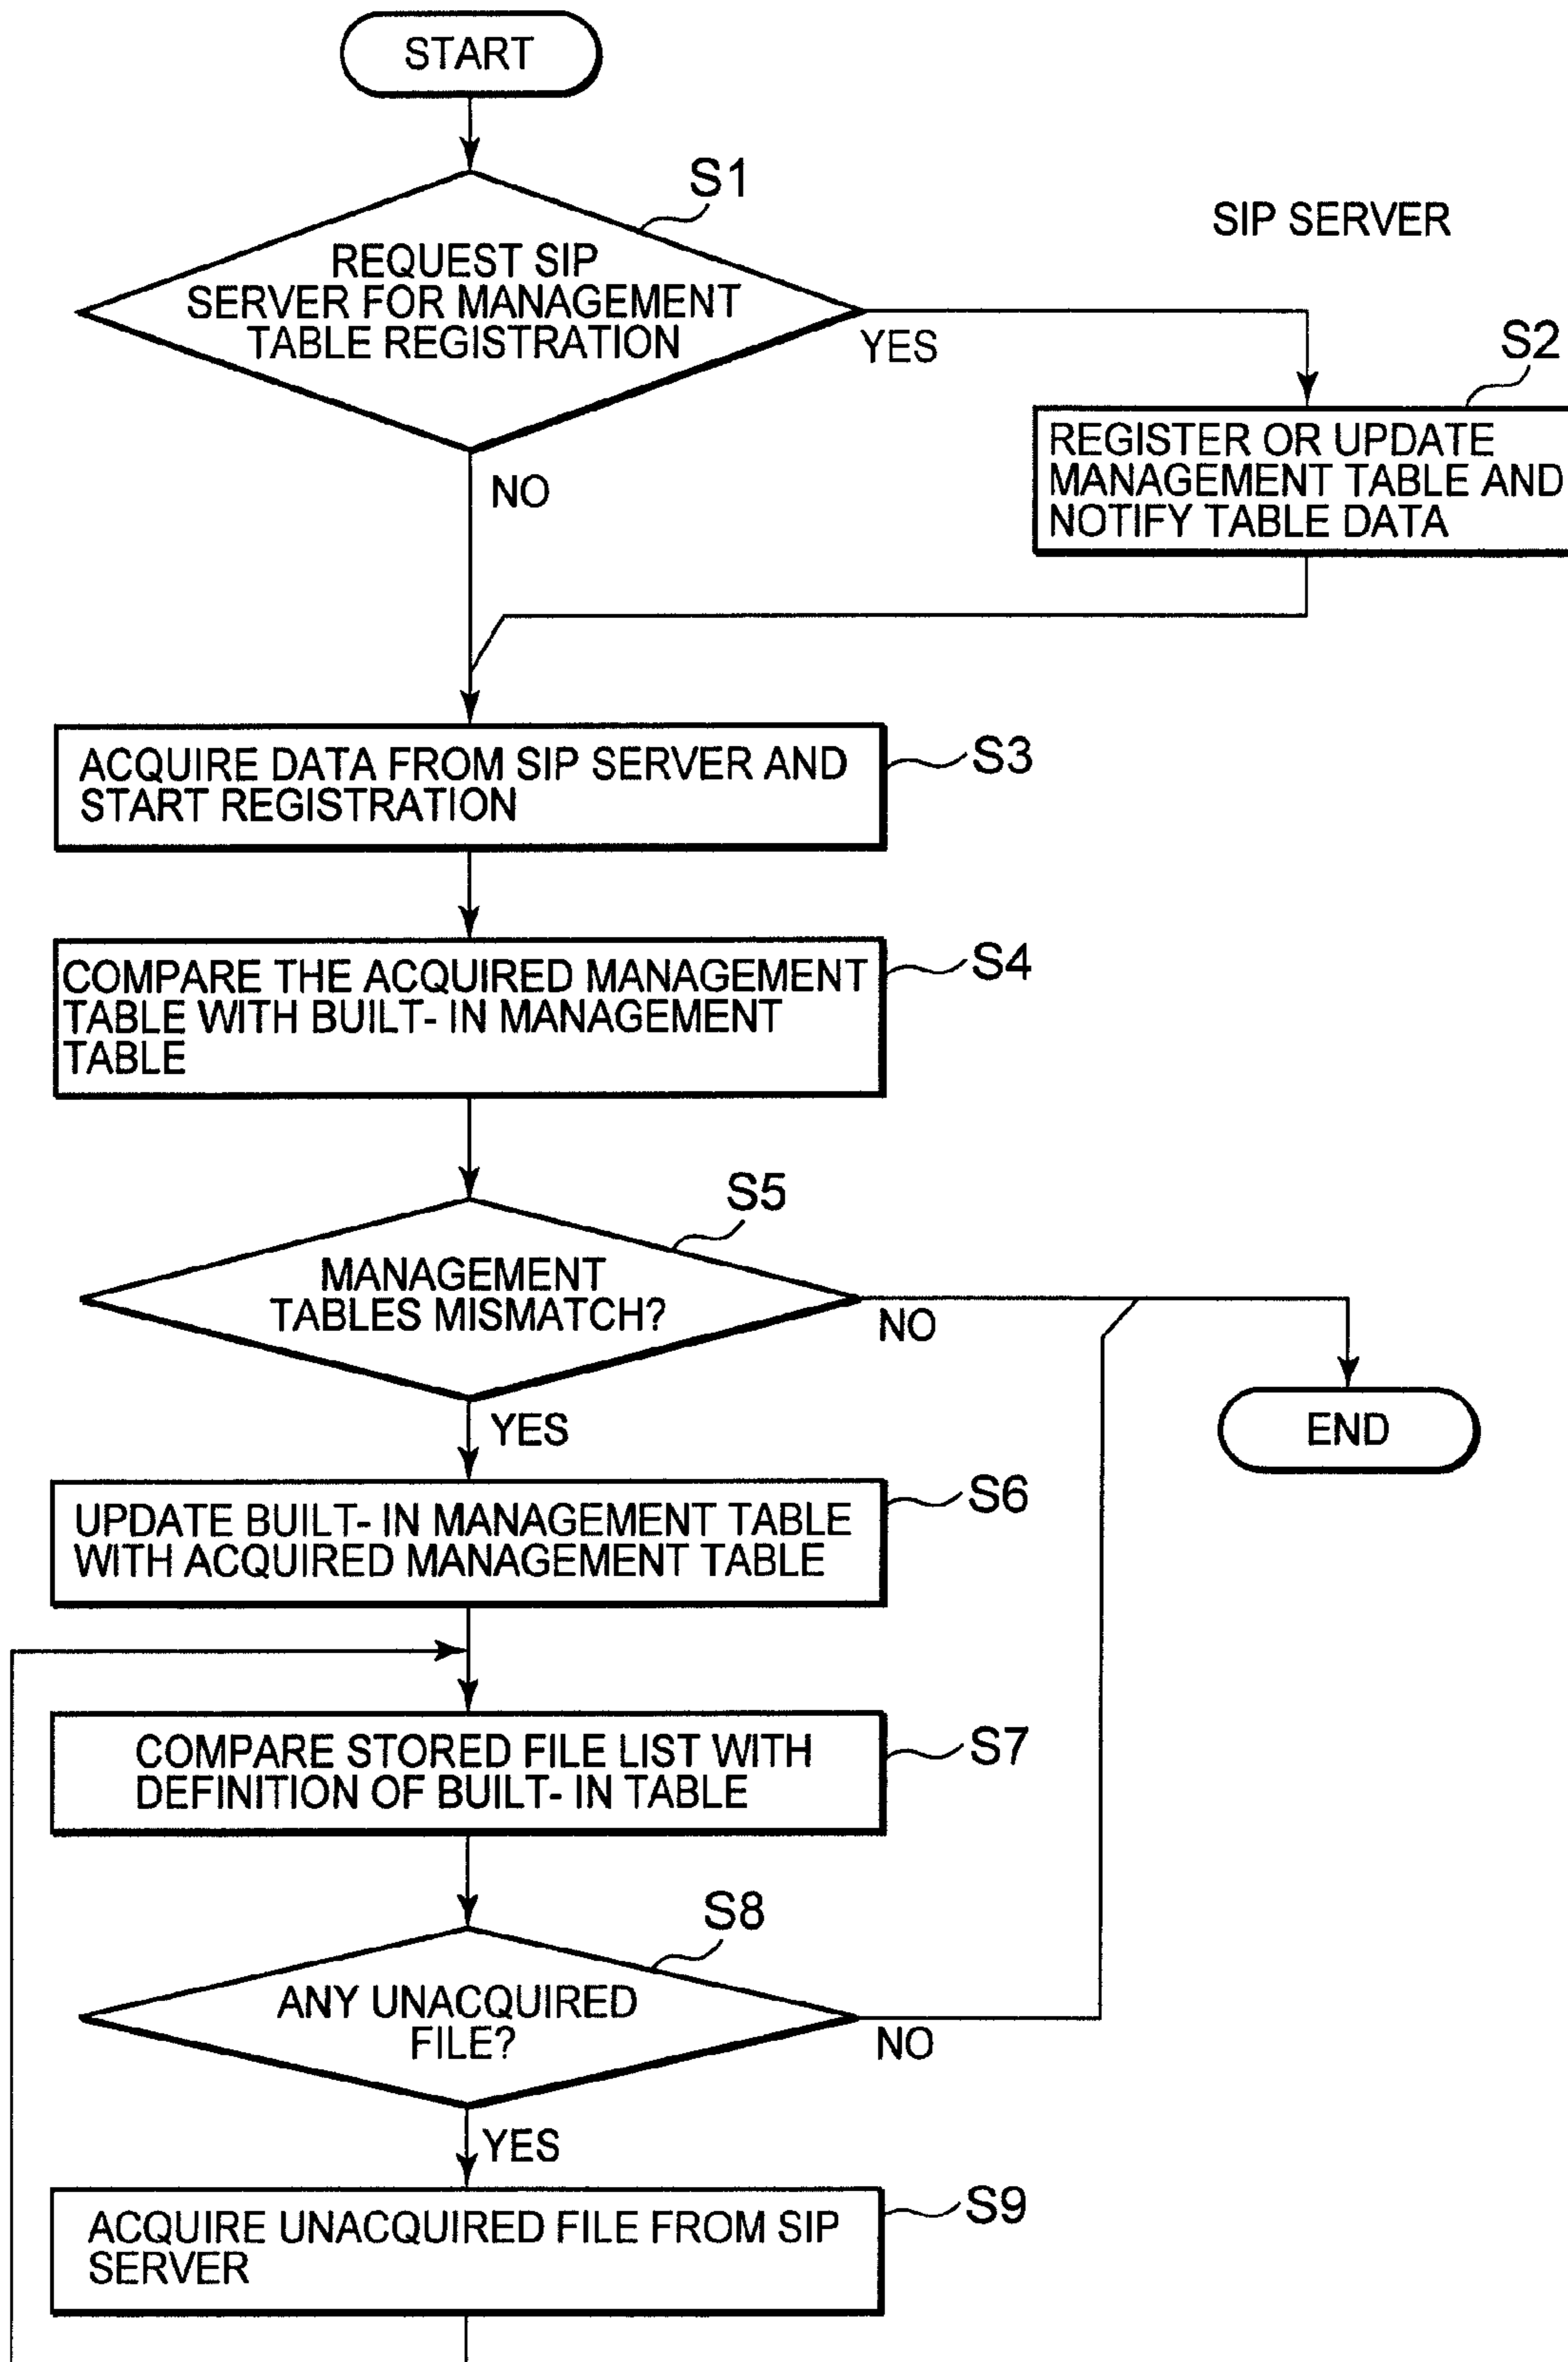 START
S1
REQUEST SIP
SERVER FOR MANAGEMENT
TABLE REGISTRATION
SIP SERVER
YES
S2
REGISTER OR UPDATE
MANAGEMENT TABLE AND
NOTIFY TABLE DATA
NO
ACQUIRE DATA FROM SIP SERVER AND
START REGISTRATION
S3
COMPARE THE ACQUIRED MANAGEMENT
TABLE WITH BUILT- IN MANAGEMENT
TABLE
S4
S5
MANAGEMENT
TABLES MISMATCH?
NO
END
YES
UPDATE BUILT- IN MANAGEMENT TABLE
WITH ACQUIRED MANAGEMENT TABLE
S6
COMPARE STORED FILE LIST WITH
DEFINITION OF BUILT- IN TABLE
S7
S8
ANY UNACQUIRED
FILE?
NO
YES
ACQUIRE UNACQUIRED FILE FROM SIP
SERVER
S9